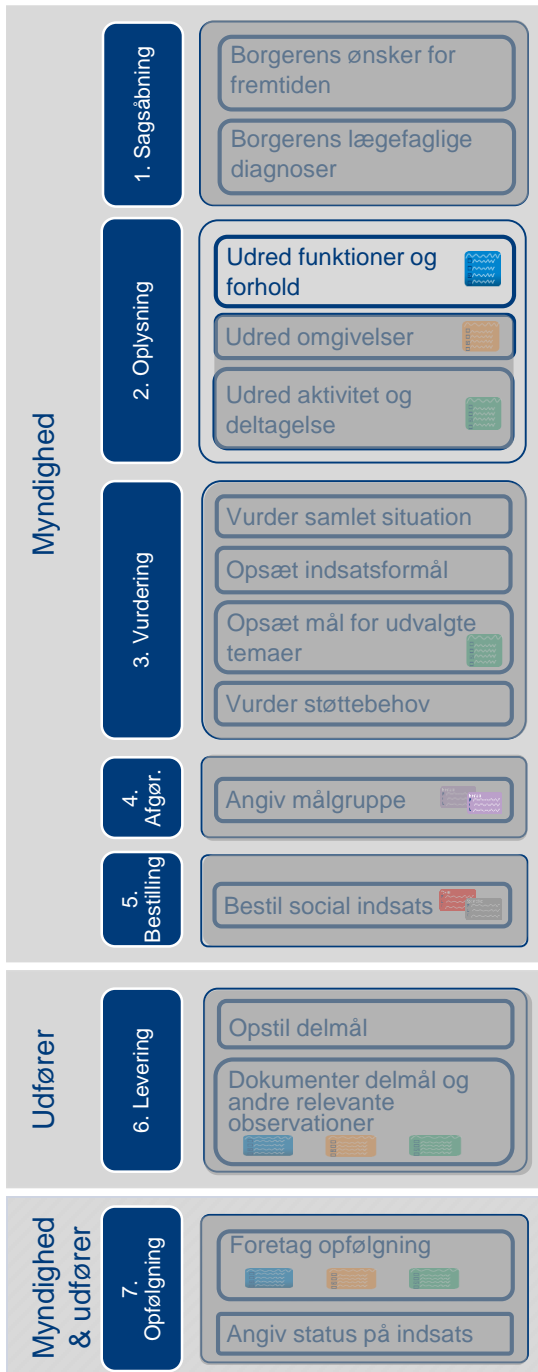 Myndighed
1. Sagsåbning
Borgerens ønsker for
fremtiden
Borgerens lægefaglige
diagnoser
2. Oplysning
Udred funktioner og
forhold
Udred omgivelser
Udred aktivitet og
deltagelse
3. Vurdering
Vurder samlet situation
Opsæt indsatsformål
Opsæt mål for udvalgte
temaer
Vurder støttebehov
4.
Afgør.
Angiv målgruppe
5.
Bestilling
Bestil social indsats
Udfører
6. Levering
Opstil delmål
Dokumenter delmål og
andre relevante
observationer
Myndighed
& udfører
7.
Opfølgning
Foretag opfølgning
Angiv status på indsats